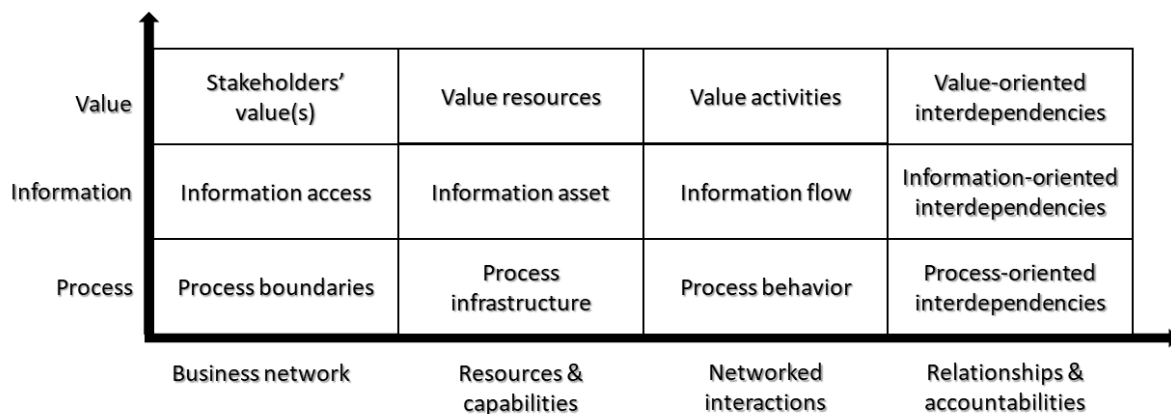 Value
Stakeholders'
value(s)
Value resources
Value activities
Value-oriented
interdependencies
Information
Information access
Information asset
Information flow
Information-oriented
interdependencies
Process
Process boundaries
Process
infrastructure
Process behavior
Process-oriented
interdependencies
Business network
Resources &
capabilities
Networked
interactions
Relationships &
accountabilities